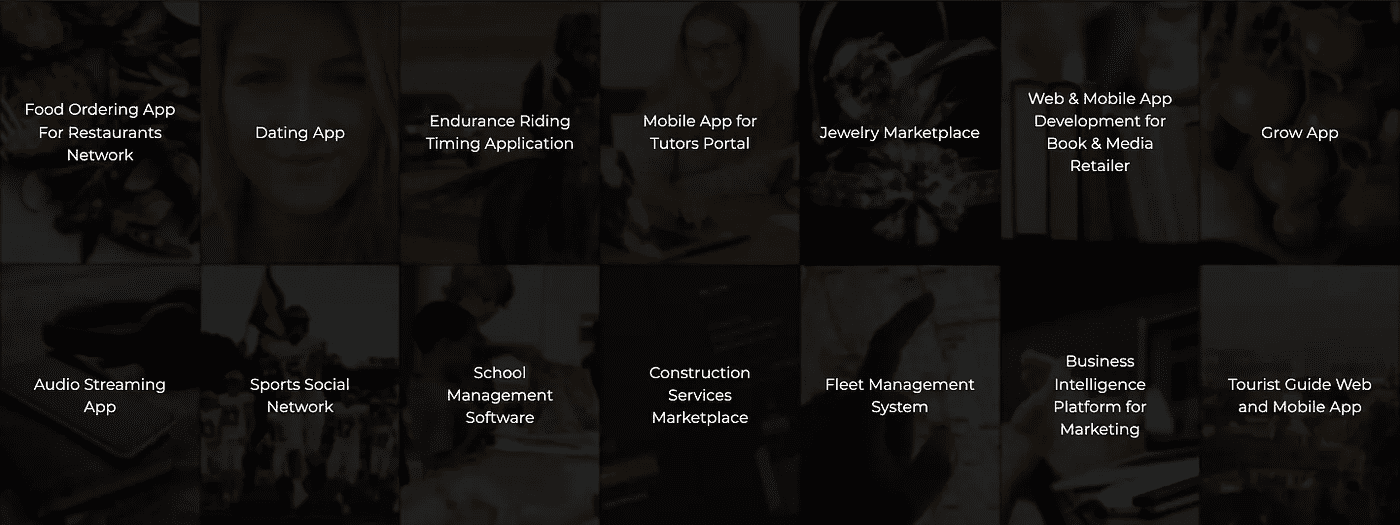 Food Ordering App
For Restaurants
Network
Dating App
Endurance Riding
Timing Application
Mobile App for
Tutors Portal
Jewelry Marketplace
Web & Mobile App
Development for
Book & Media
Retailer
Grow App
Audio Streaming
App
Sports Social
Network
School
Management
Software
Construction
Services
Marketplace
Fleet Management
System
Business
Intelligence
Platform for
Marketing
Tourist Guide Web
and Mobile App